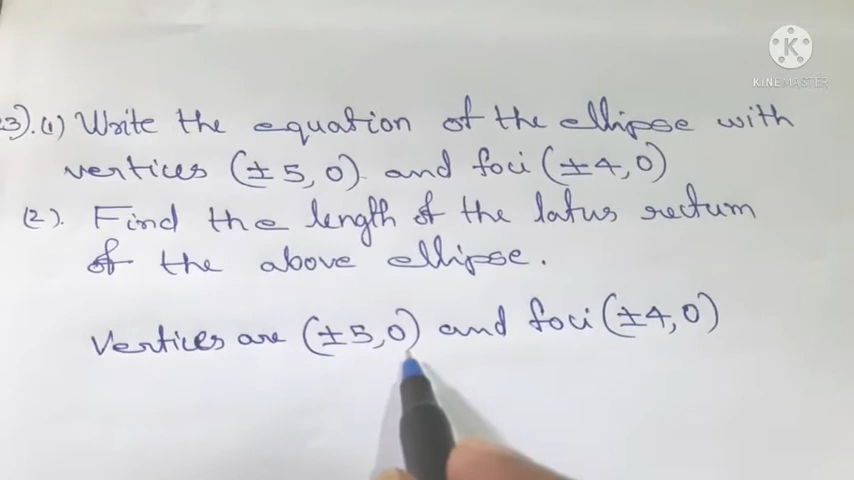 K
KINEMASTER
23).(1) Write the equation of the ellipse with
vertices (±5,0) and foci (±4,0)
(2). Find the length of the latus rectum
of the above ellipse.
Vertices are (±5,0) and foci (±4,0)